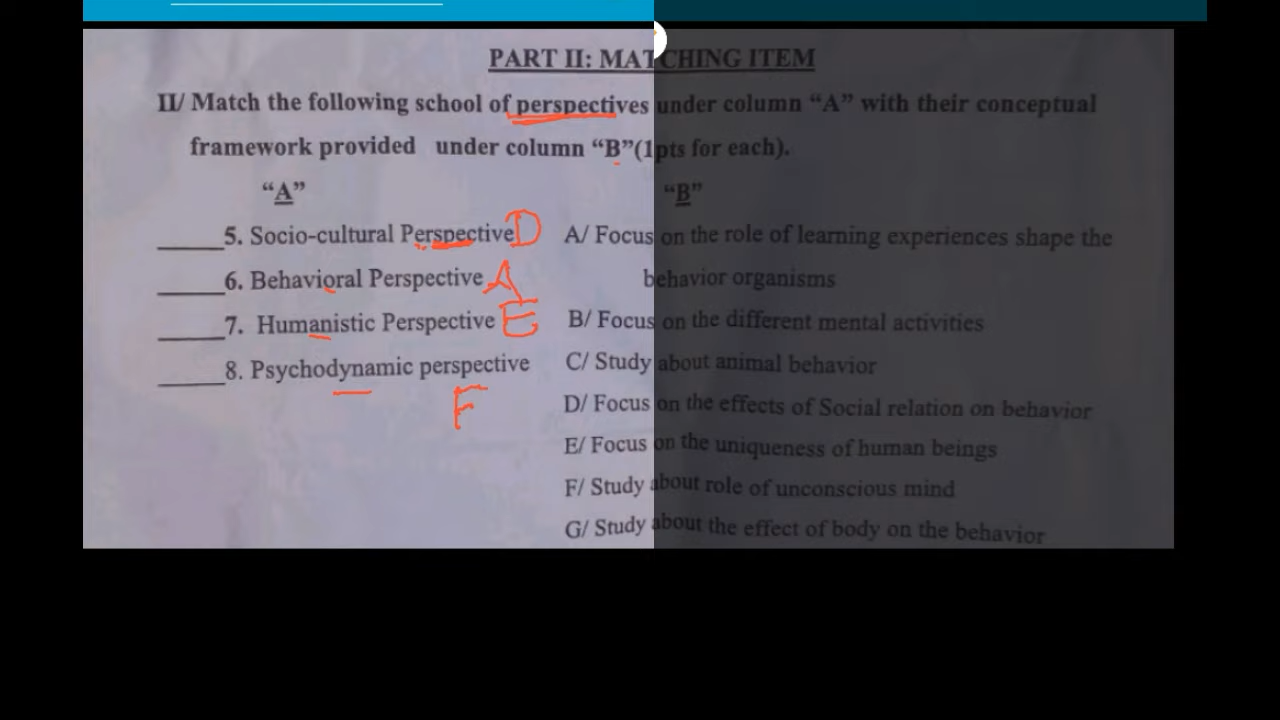 PART II: MATCHING ITEM
II/ Match the following school of perspectives under column “A” with their conceptual
framework provided under column “B”(1pts for each).
“A” “B”
_____5. Socio-cultural Perspective D A/ Focus on the role of learning experiences shape the
behavior organisms
_____6. Behavioral Perspective A
_____7. Humanistic Perspective E B/ Focus on the different mental activities
_____8. Psychodynamic perspective C/ Study about animal behavior
F
D/ Focus on the effects of Social relation on behavior
E/ Focus on the uniqueness of human beings
F/ Study about role of unconscious mind
G/ Study about the effect of body on the behavior